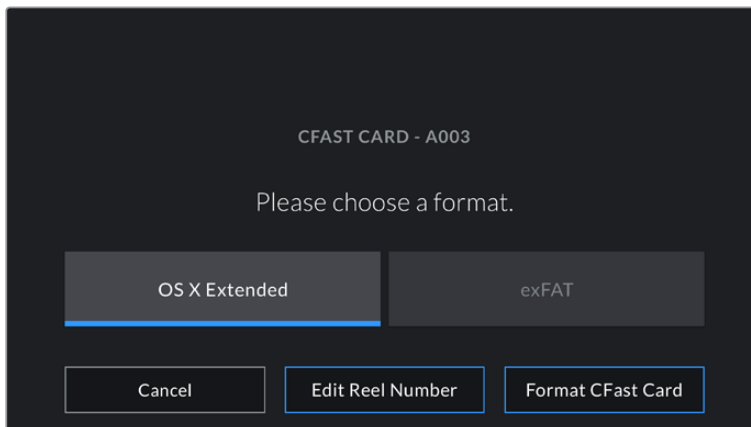 CFAST CARD - A003
Please choose a format.
OS X Extended
exFAT
Cancel
Edit Reel Number
Format CFast Card